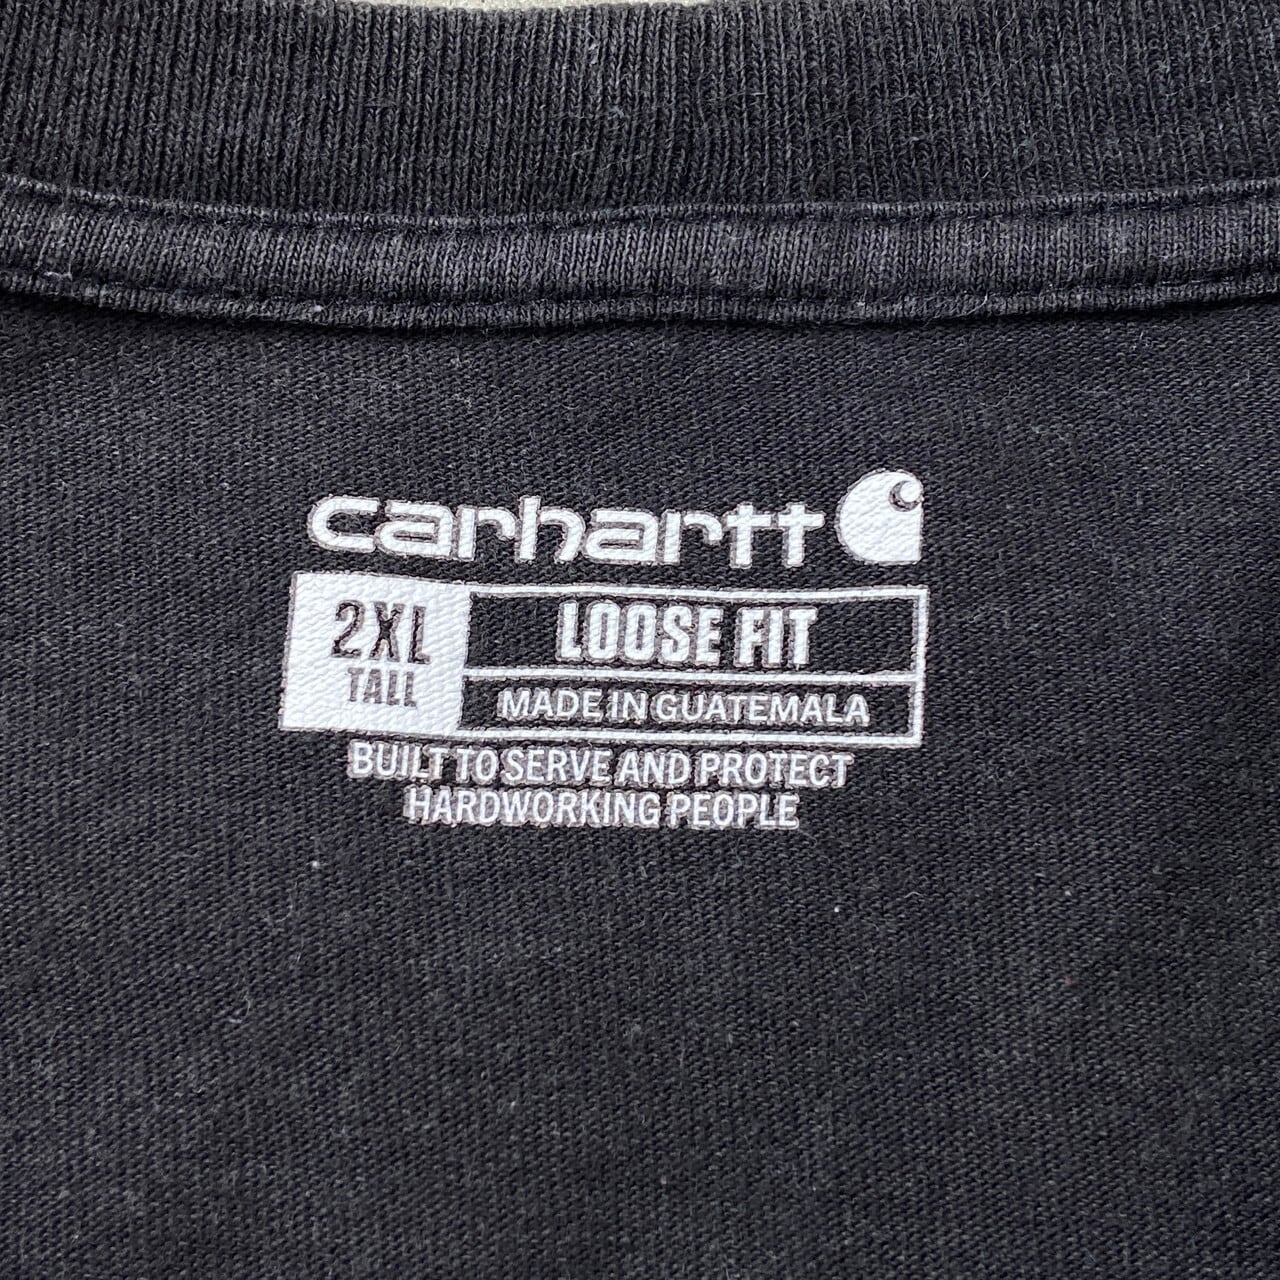 carhartt
2XL
TALL
LOOSE FIT
MADE IN GUATEMALA
BUILT TO SERVE AND PROTECT
HARDWORKING PEOPLE